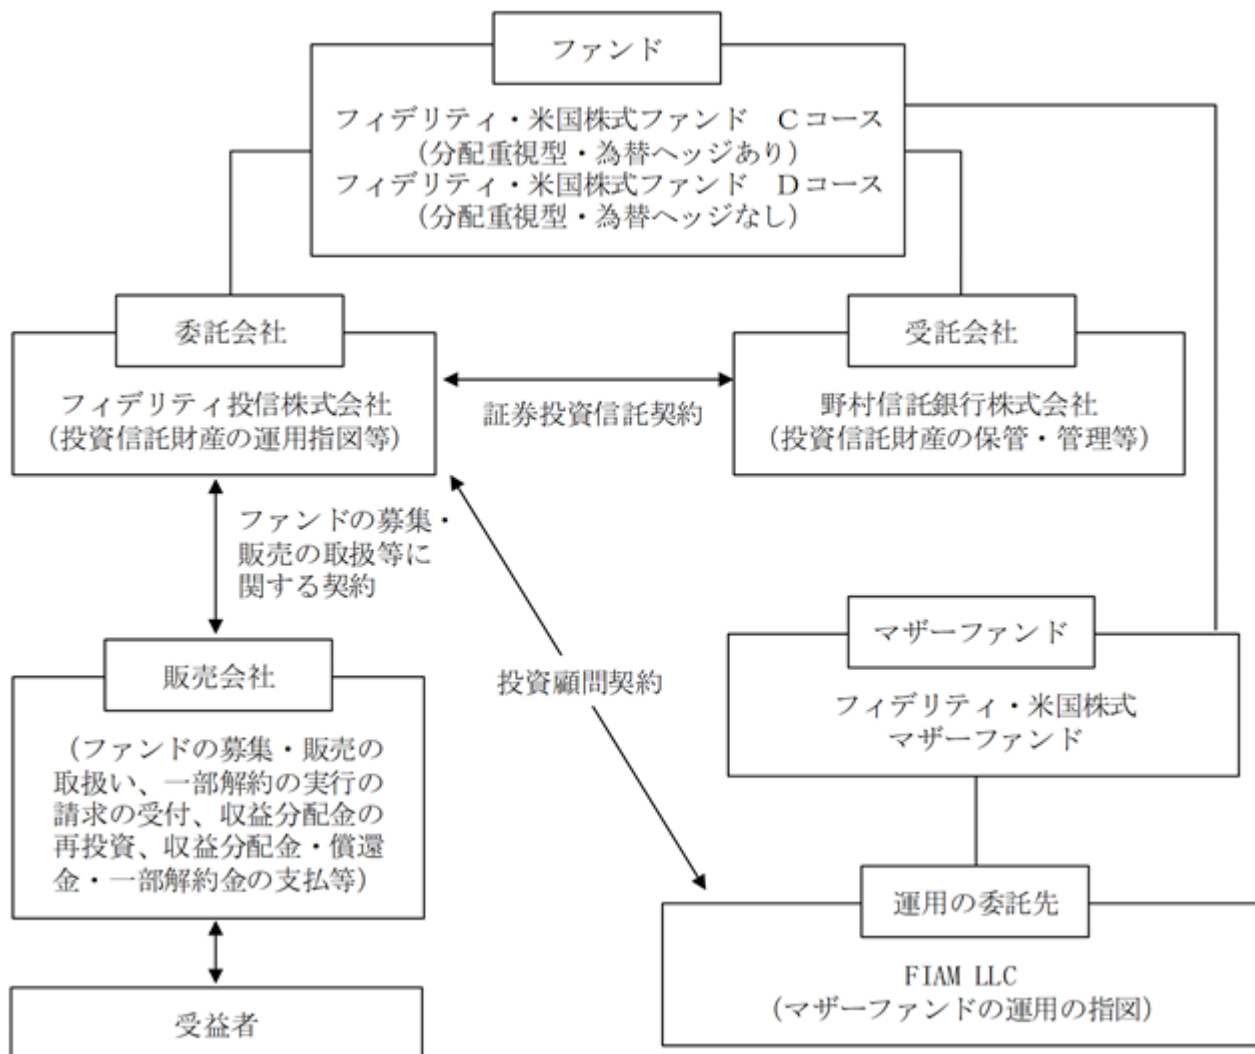 ファンド
フィデリティ・米国株式ファンド　Ｃコース
（分配重視型・為替ヘッジあり）
フィデリティ・米国株式ファンド　Ｄコース
（分配重視型・為替ヘッジなし）
委託会社
フィデリティ投信株式会社
（投資信託財産の運用指図等）
証券投資信託契約
受託会社
野村信託銀行株式会社
（投資信託財産の保管・管理等）
ファンドの募集・
販売の取扱等に
関する契約
投資顧問契約
マザーファンド
フィデリティ・米国株式
マザーファンド
販売会社
（ファンドの募集・販売の
取扱い、一部解約の実行の
請求の受付、収益分配金の
再投資、収益分配金・償還
金・一部解約金の支払等）
運用の委託先
FIAM LLC
（マザーファンドの運用の指図）
受益者